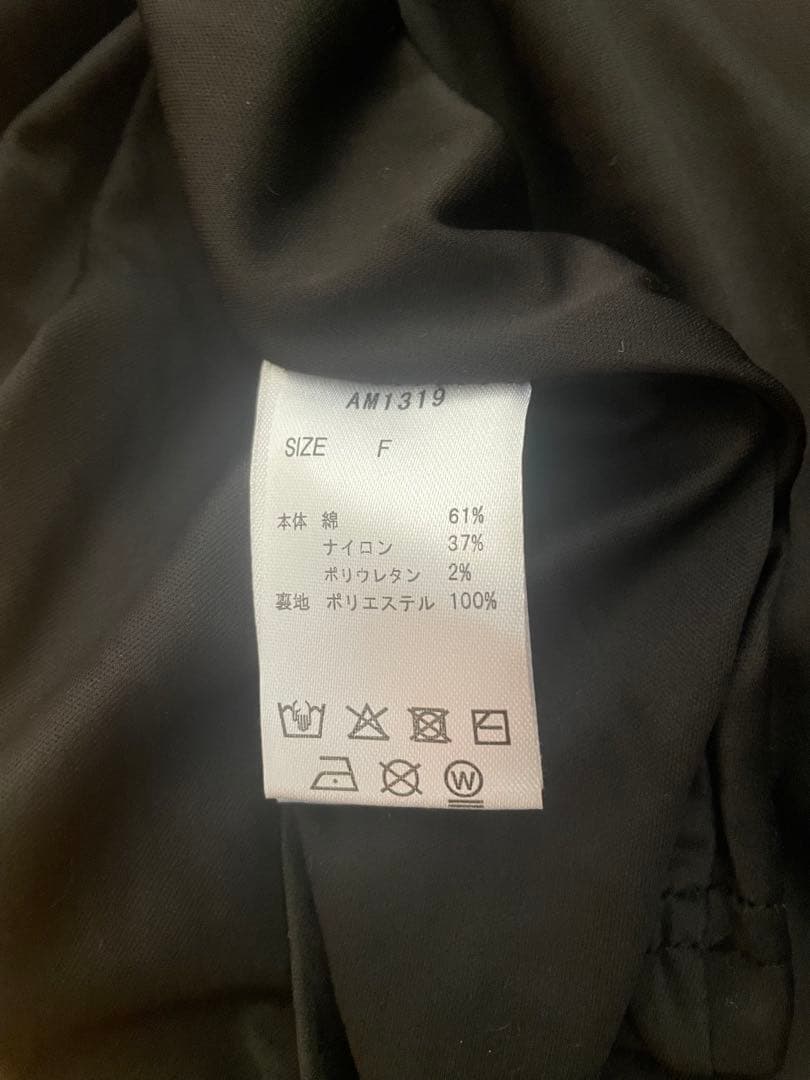 AM1319
SIZE F
本体 綿 61%
ナイロン 37%
ポリウレタン 2%
裏地 ポリエステル 100%
W